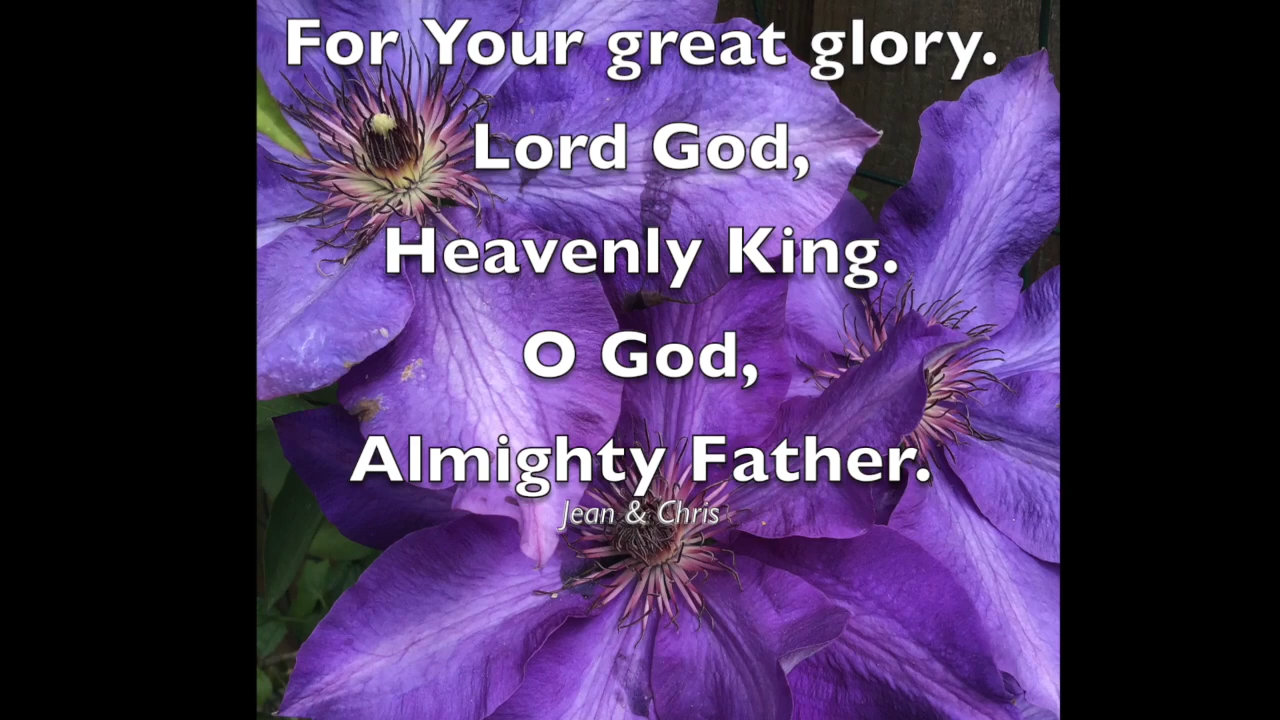 For Your great glory.
Lord God,
Heavenly King.
O God,
Almighty Father.
Jean & Chris